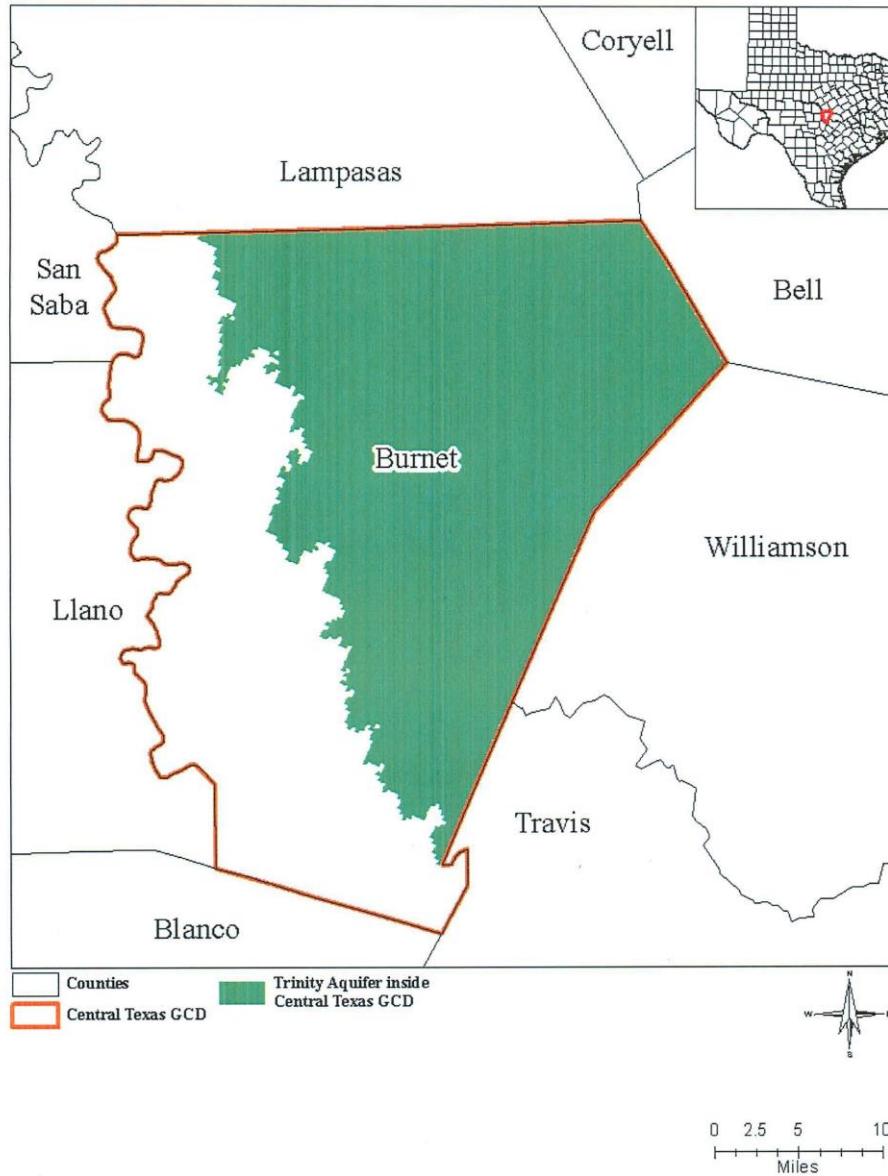 Coryell
Lampasas
San
Saba
Bell
Burnet
Williamson
Llano
Travis
Blanco
Counties
Central Texas GCD
Trinity Aquifer inside
Central Texas GCD
N
W
S
0 2.5 5 10
Miles